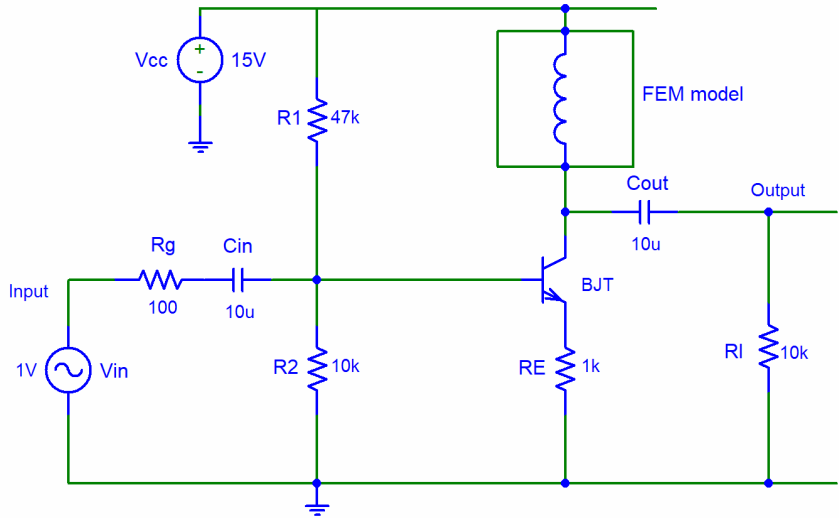 Vcc
+
-
15V
R1
47k
FEM model
Cout
10u
Output
Rg
100
Cin
10u
Input
BJT
1V
Vin
R2
10k
RE
1k
Rl
10k